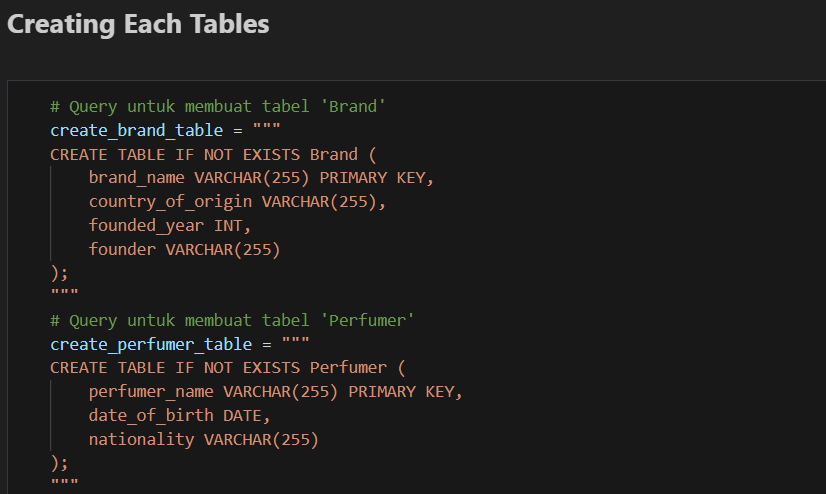 Creating Each Tables
# Query untuk membuat tabel 'Brand'
create_brand_table = """
CREATE TABLE IF NOT EXISTS Brand (
brand_name VARCHAR(255) PRIMARY KEY,
country_of_origin VARCHAR(255),
founded_year INT,
founder VARCHAR(255)
);
"""
# Query untuk membuat tabel 'Perfumer'
create_perfumer_table = """
CREATE TABLE IF NOT EXISTS Perfumer (
perfumer_name VARCHAR(255) PRIMARY KEY,
date_of_birth DATE,
nationality VARCHAR(255)
);
"""